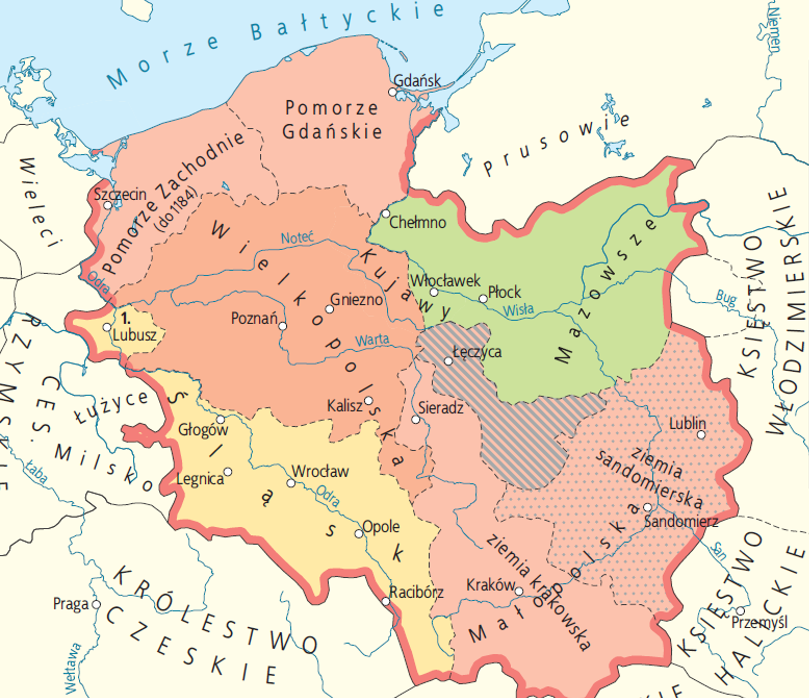 Morze Bałtyckie
Niemen
Gdańsk
Pomorze
Gdańskie
Prusowie
Wieleci
Szczecin
Pomorze Zachodnie
(do 1184)
Chełmno
Noteć
Wielkopolska
Kujawy
Włocławek
Płock
Mazowsze
Wisła
Bug
KSIĘSTWO
WŁODZIMIERSKIE
Odra
1.
Lubusz
Gniezno
Poznań
Warta
Łęczyca
RZYMSKIE
CES.
Łużyce
Milsko
Łaba
Kalisz
Sieradz
Głogów
Śląsk
Legnica
Wrocław
Odra
Opole
Lublin
ziemia
sandomierska
Sandomierz
San
Małopolska
ziemia krakowska
Kraków
Racibórz
KSIĘSTWO
HALICKIE
Przemyśl
Praga
KRÓLESTWO
CZESKIE
Wełtawa